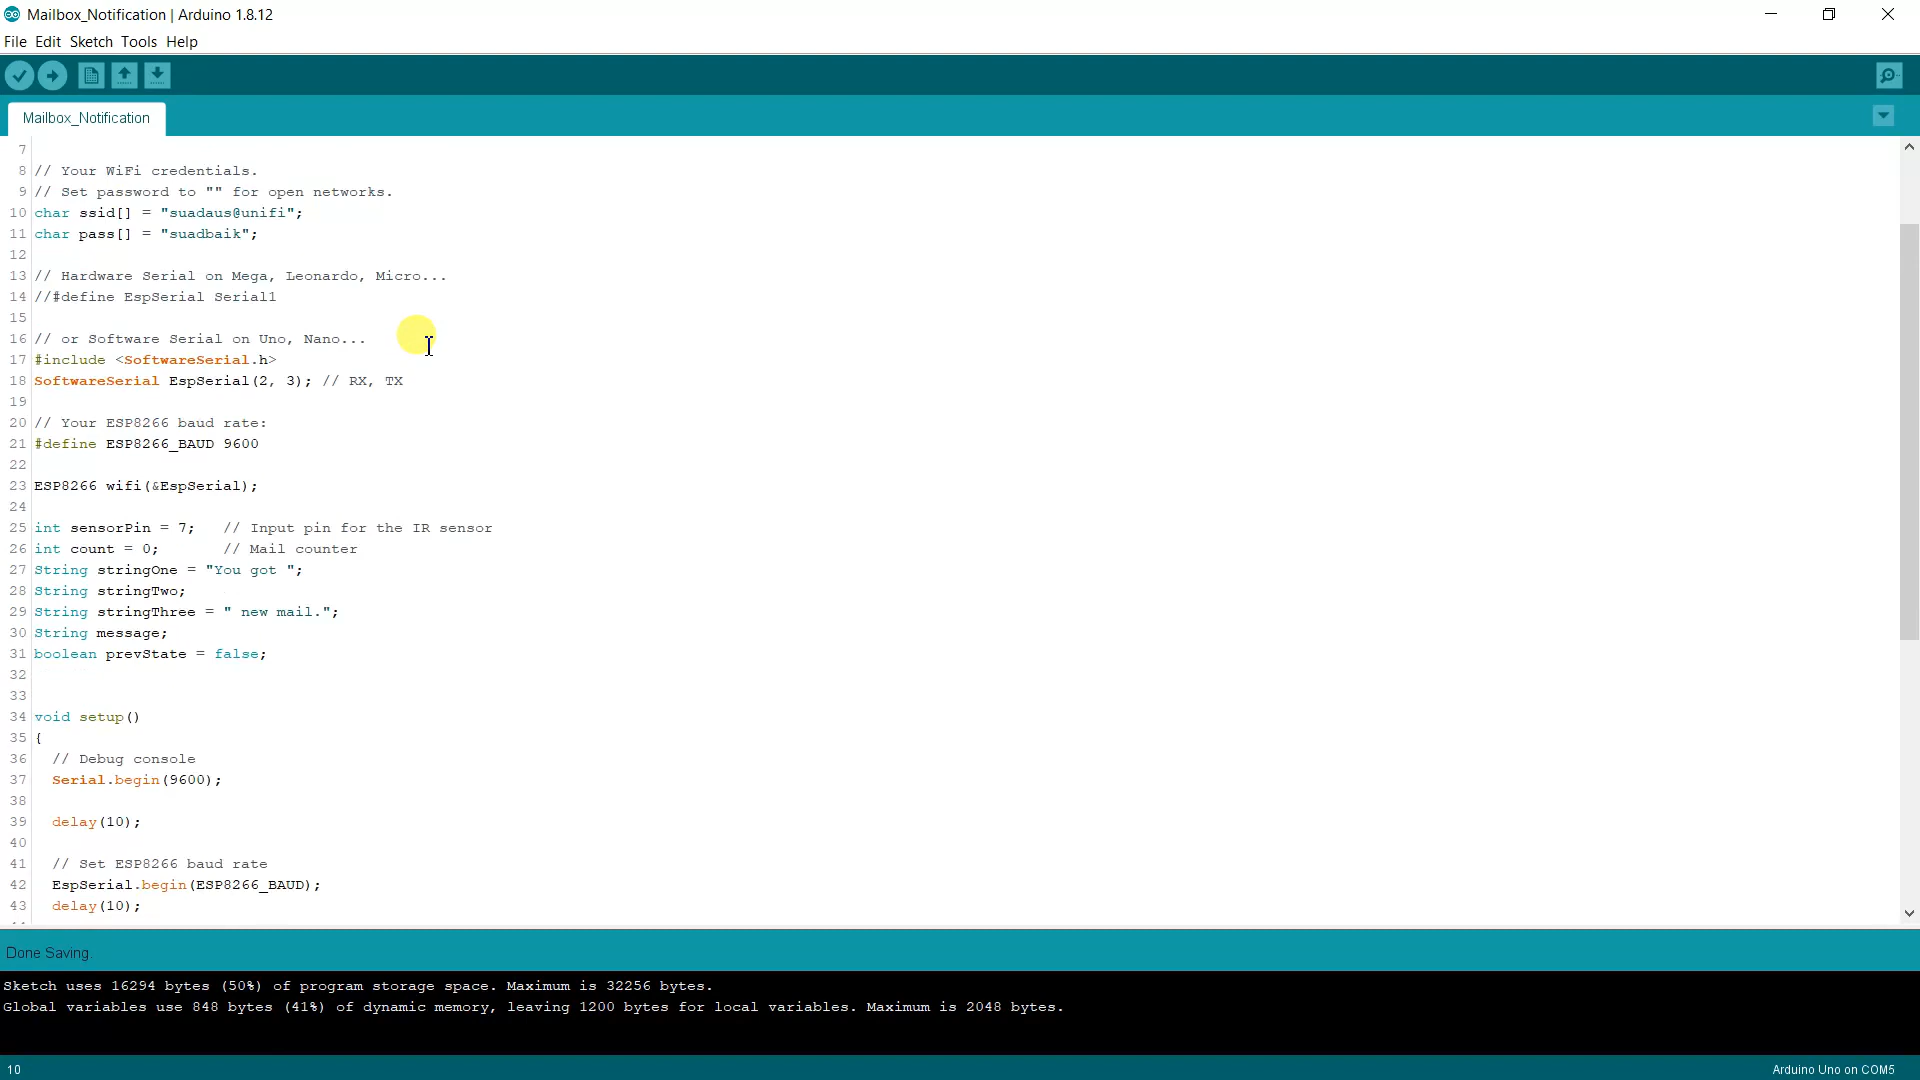 Mailbox_Notification | Arduino 1.8.12
File Edit Sketch Tools Help
Mailbox_Notification
7
8 // Your WiFi credentials.
9 // Set password to "" for open networks.
10 char ssid[] = "suadaus@unifi";
11 char pass[] = "suadbaik";
12
13 // Hardware Serial on Mega, Leonardo, Micro...
14 //#define EspSerial Serial1
15
16 // or Software Serial on Uno, Nano...
17 #include <SoftwareSerial.h>
18 SoftwareSerial EspSerial(2, 3); // RX, TX
19
20 // Your ESP8266 baud rate:
21 #define ESP8266_BAUD 9600
22
23 ESP8266 wifi(&EspSerial);
24
25 int sensorPin = 7;   // Input pin for the IR sensor
26 int count = 0;       // Mail counter
27 String stringOne = "You got ";
28 String stringTwo;
29 String stringThree = " new mail.";
30 String message;
31 boolean prevState = false;
32
33
34 void setup()
35 {
36   // Debug console
37   Serial.begin(9600);
38
39   delay(10);
40
41   // Set ESP8266 baud rate
42   EspSerial.begin(ESP8266_BAUD);
43   delay(10);
Done Saving.
Sketch uses 16294 bytes (50%) of program storage space. Maximum is 32256 bytes.
Global variables use 848 bytes (41%) of dynamic memory, leaving 1200 bytes for local variables. Maximum is 2048 bytes.
10
Arduino Uno on COM5